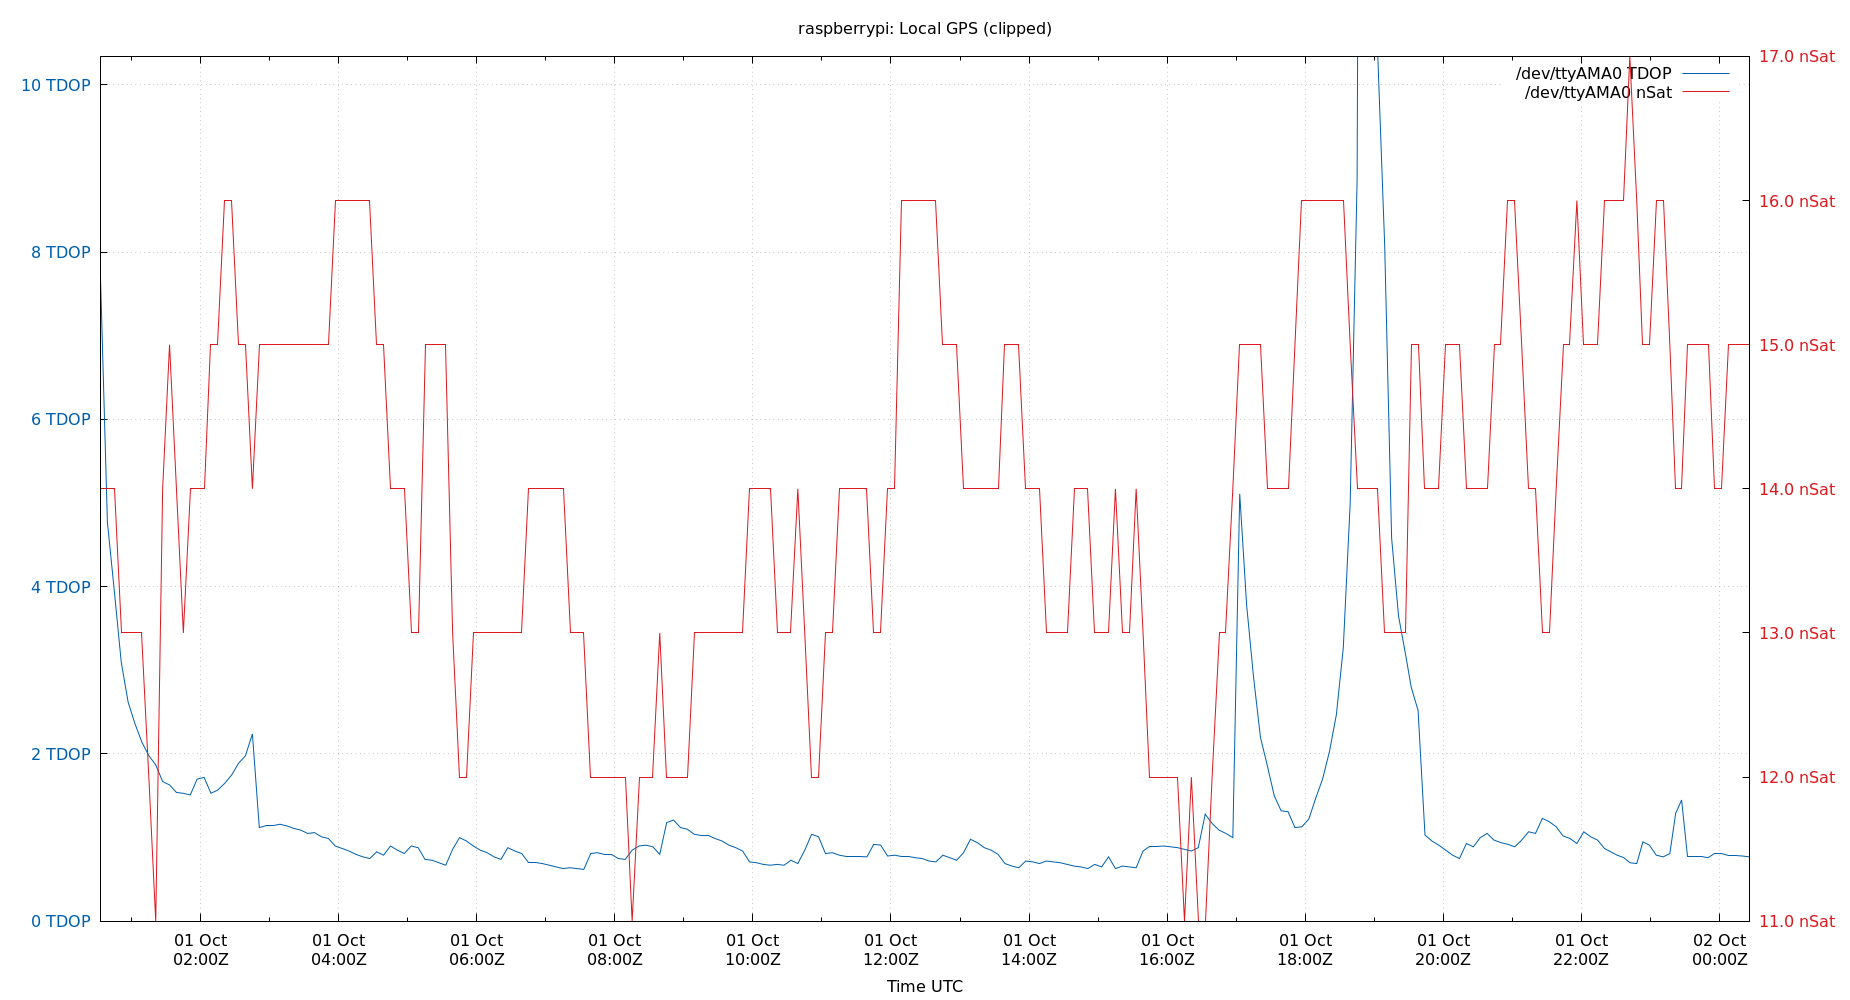 raspberrypi: Local GPS (clipped)
/dev/ttyAMA0 TDOP
/dev/ttyAMA0 nSat
10 TDOP
8 TDOP
6 TDOP
4 TDOP
2 TDOP
0 TDOP
17.0 nSat
16.0 nSat
15.0 nSat
14.0 nSat
13.0 nSat
12.0 nSat
11.0 nSat
01 Oct 01 Oct 01 Oct 01 Oct 01 Oct 01 Oct 01 Oct 01 Oct 01 Oct 01 Oct 01 Oct 02 Oct
02:00Z 04:00Z 06:00Z 08:00Z 10:00Z 12:00Z 14:00Z 16:00Z 18:00Z 20:00Z 22:00Z 00:00Z
Time UTC